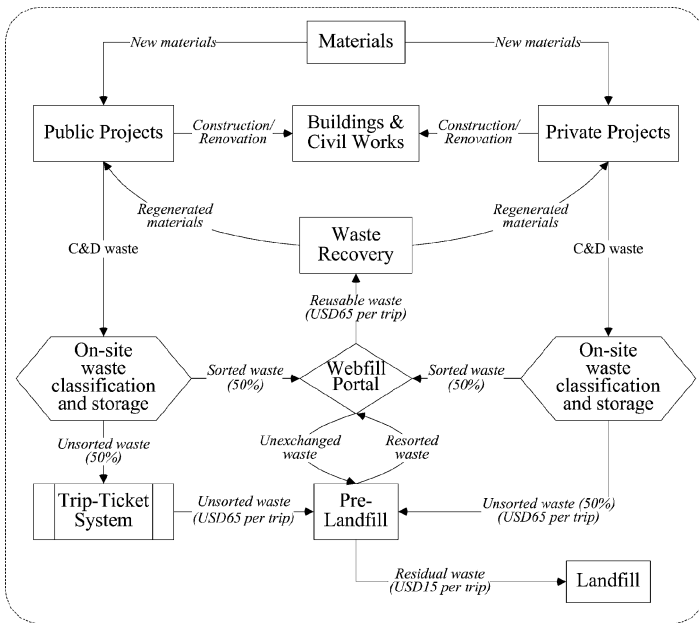 Materials
New materials
New materials
Public Projects
Construction/
Renovation
Buildings &
Civil Works
Construction/
Renovation
Private Projects
Regenerated
materials
Regenerated
materials
C&D waste
Waste
Recovery
C&D waste
Reusable waste
(USD65 per trip)
On-site
waste
classification
and storage
Sorted waste
(50%)
Webfill
Portal
Sorted waste
(50%)
On-site
waste
classification
and storage
Unsorted waste
(50%)
Unexchanged
waste
Resorted
waste
Trip-Ticket
System
Unsorted waste
(USD65 per trip)
Pre-
Landfill
Unsorted waste (50%)
(USD65 per trip)
Residual waste
(USD15 per trip)
Landfill